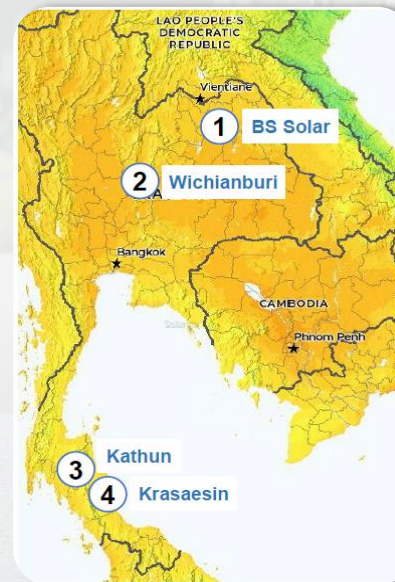 LAO PEOPLE'S
DEMOCRATIC
REPUBLIC
Vientiane
1 BS Solar
2 Wichianburi
Bangkok
CAMBODIA
Phnom Penh
Kathun
3
4 Krasaesin